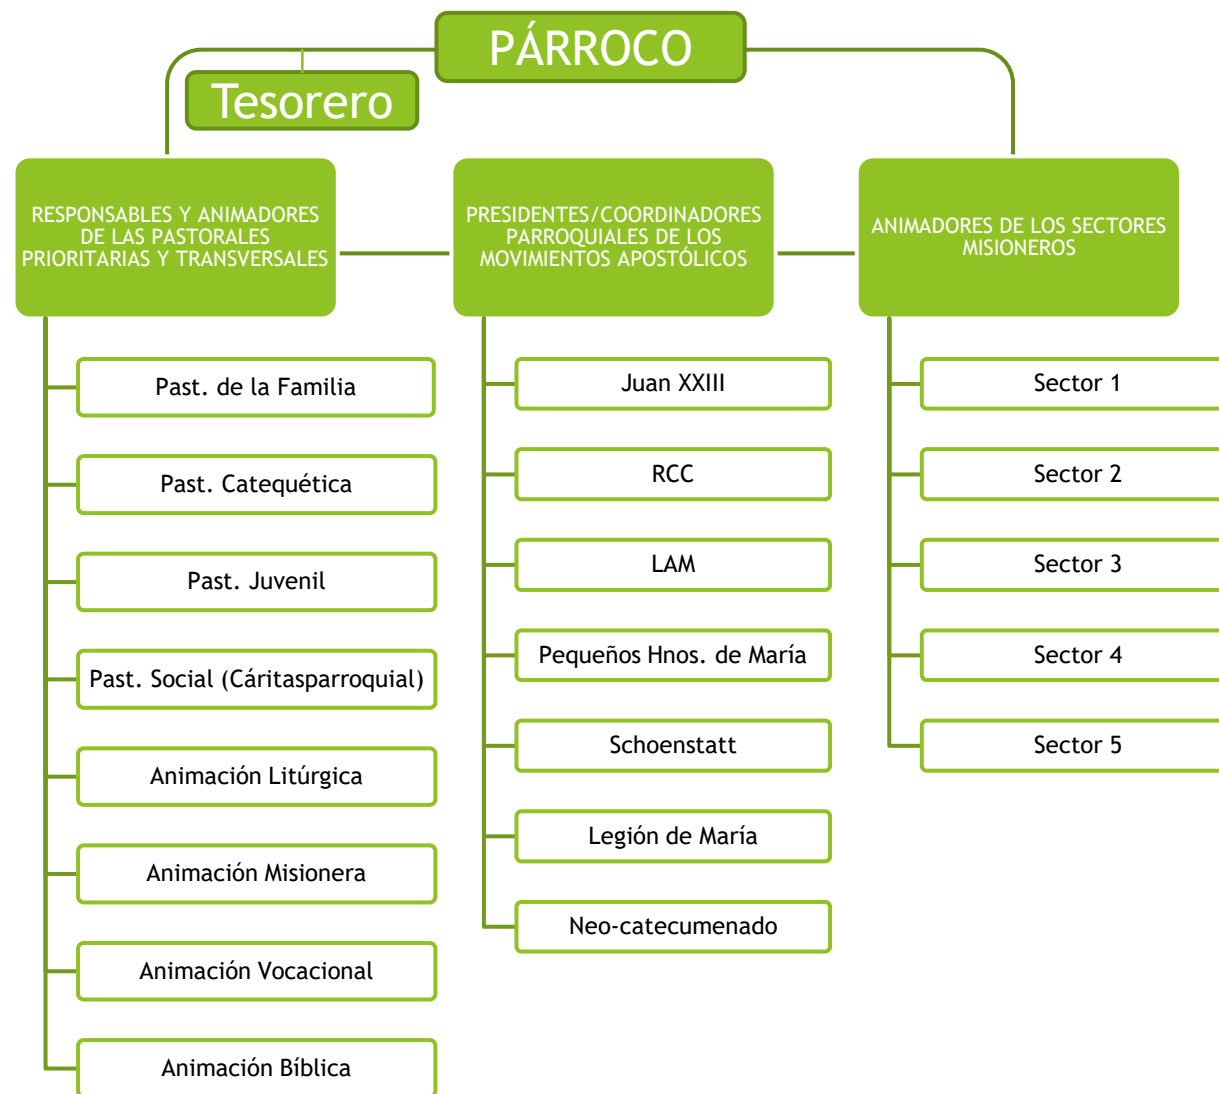 PÁRROCO
Tesorero
RESPONSABLES Y ANIMADORES
DE LAS PASTORALES
PRIORITARIAS Y TRANSVERSALES
Past. de la Familia
Past. Catequética
Past. Juvenil
Past. Social (Cáritasparroquial)
Animación Litúrgica
Animación Misionera
Animación Vocacional
Animación Bíblica
PRESIDENTES/COORDINADORES
PARROQUIALES DE LOS
MOVIMIENTOS APOSTÓLICOS
Juan XXIII
RCC
LAM
Pequeños Hnos. de María
Schoenstatt
Legión de María
Neo-catecumenado
ANIMADORES DE LOS SECTORES
MISIONEROS
Sector 1
Sector 2
Sector 3
Sector 4
Sector 5